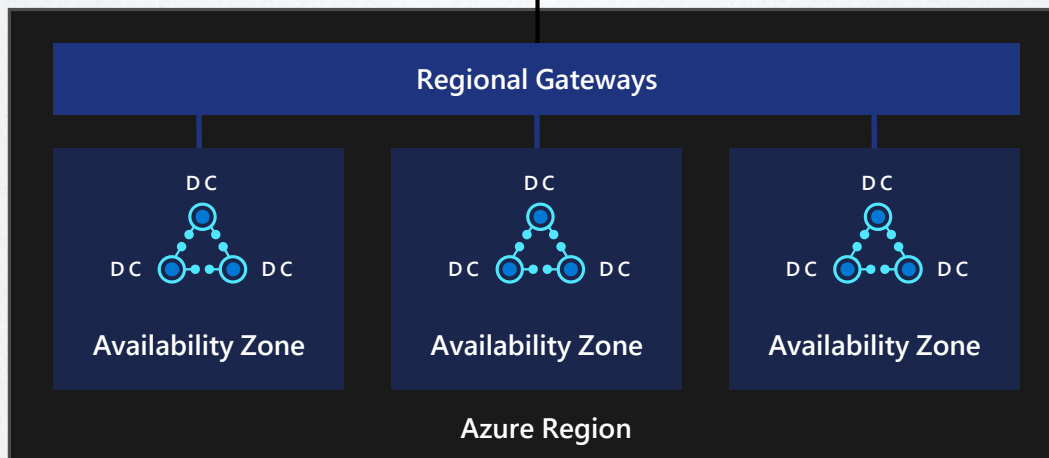 Regional Gateways
DC DC DC
DC DC DC DC DC DC
Availability Zone Availability Zone Availability Zone
Azure Region